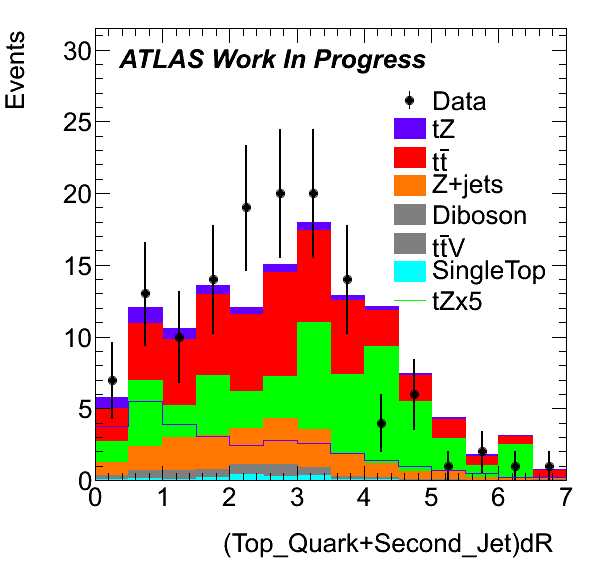 Events
ATLAS Work In Progress
Data
tZ
tt̄
Z+jets
Diboson
tt̄V
SingleTop
tZx5
30
25
20
15
10
5
0
0 1 2 3 4 5 6 7
(Top_Quark+Second_Jet)dR